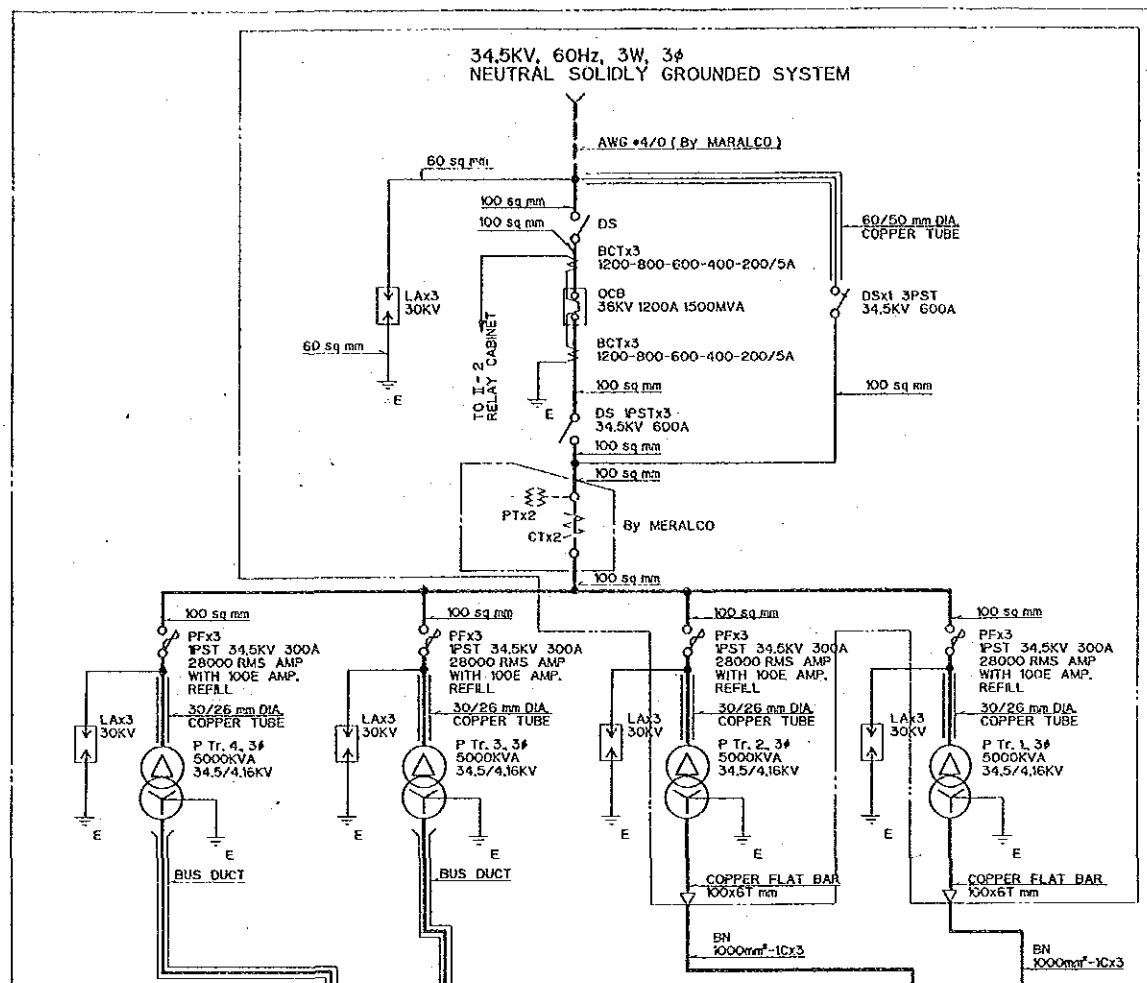 34.5KV, 60Hz, 3W, 3ϕ
NEUTRAL SOLIDLY GROUNDED SYSTEM
AWG #4/0 ( By MARALCO )
60 sq mm
100 sq mm
DS
100 sq mm
BCTx3
1200-800-600-400-200/5A
60/50 mm DIA.
COPPER TUBE
LAx3
30KV
OCB
36KV 1200A 1500MVA
DSx1 3PST
34.5KV 600A
60 sq mm
TO II-2
RELAY CABINET
BCTx3
1200-800-600-400-200/5A
E
E
100 sq mm
100 sq mm
DS 1PSTx3
34.5KV 600A
100 sq mm
100 sq mm
PTx2
CTx2
By MERALCO
100 sq mm
100 sq mm
PFx3
1PST 34.5KV 300A
28000 RMS AMP
WITH 100E AMP.
REFILL
30/26 mm DIA.
COPPER TUBE
LAx3
30KV
P Tr. 4, 3ϕ
5000KVA
34.5/4.16KV
E
E
BUS DUCT
100 sq mm
PFx3
1PST 34.5KV 300A
28000 RMS AMP
WITH 100E AMP.
REFILL
30/26 mm DIA.
COPPER TUBE
LAx3
30KV
P Tr. 3, 3ϕ
5000KVA
34.5/4.16KV
E
E
BUS DUCT
100 sq mm
PFx3
1PST 34.5KV 300A
28000 RMS AMP
WITH 100E AMP.
REFILL
30/26 mm DIA.
COPPER TUBE
LAx3
30KV
P Tr. 2, 3ϕ
5000KVA
34.5/4.16KV
E
E
COPPER FLAT BAR
100x6T mm
BN
1000mm²-1Cx3
100 sq mm
PFx3
1PST 34.5KV 300A
28000 RMS AMP
WITH 100E AMP.
REFILL
30/26 mm DIA.
COPPER TUBE
LAx3
30KV
P Tr. 1, 3ϕ
5000KVA
34.5/4.16KV
E
E
COPPER FLAT BAR
100x6T mm
BN
1000mm²-1Cx3